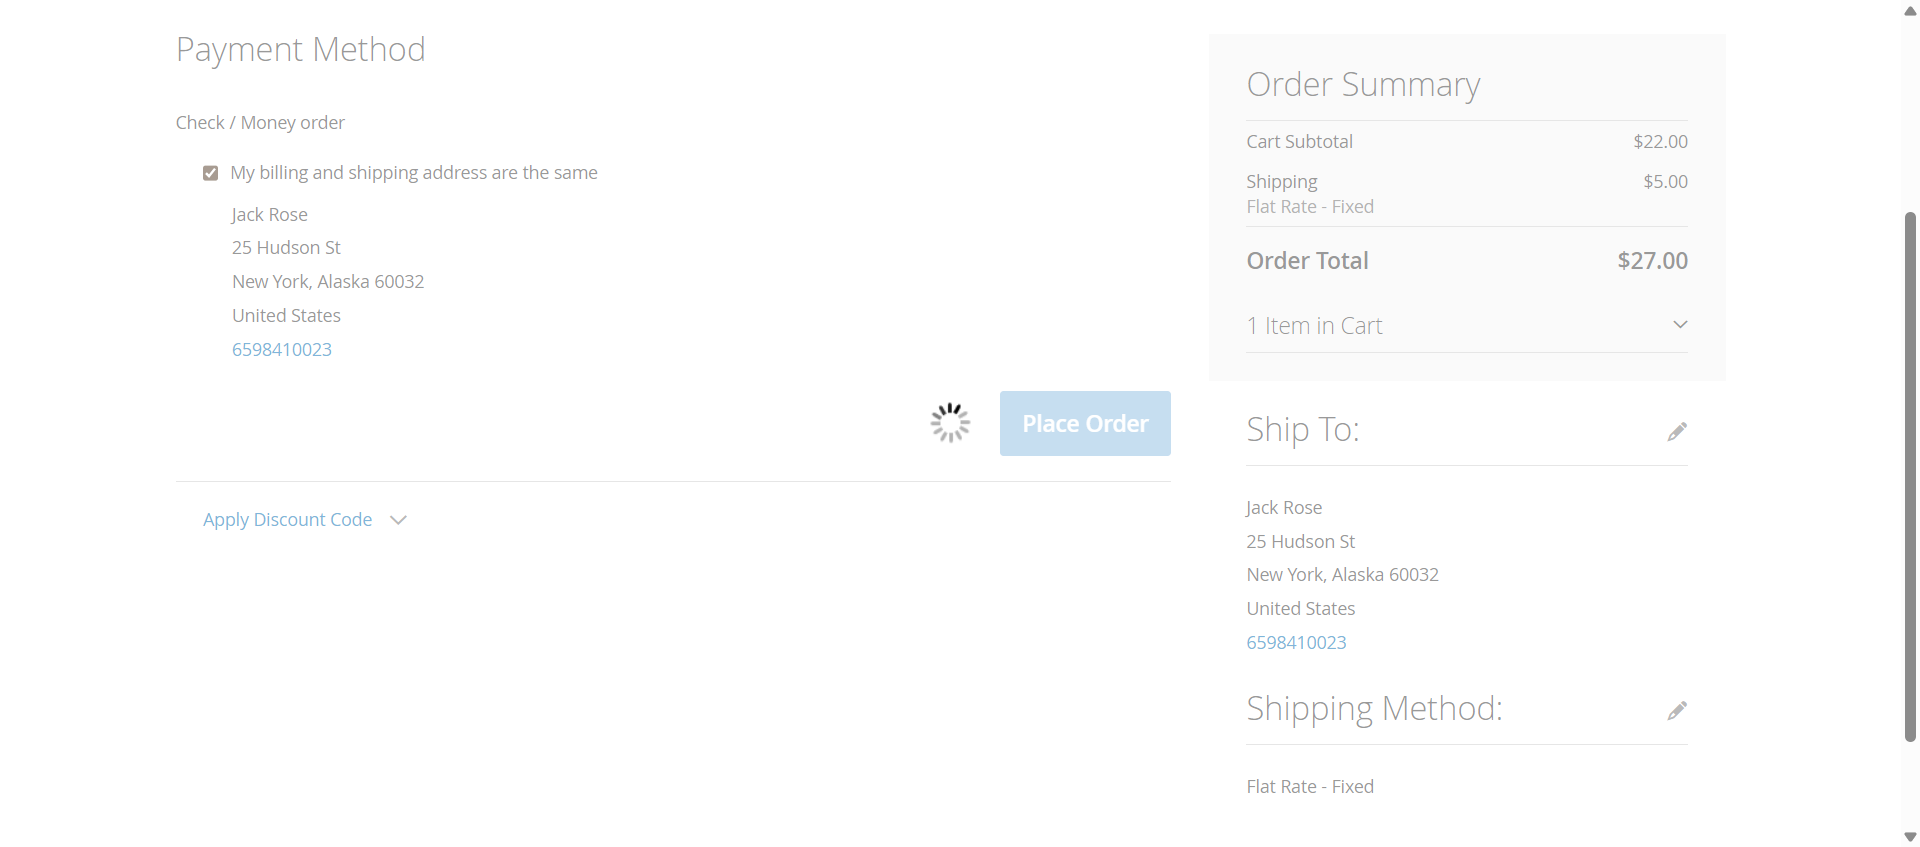 Payment Method
Check / Money order
My billing and shipping address are the same
Jack Rose
25 Hudson St
New York, Alaska 60032
United States
6598410023
Place Order
Apply Discount Code
Order Summary
Cart Subtotal $22.00
Shipping $5.00
Flat Rate - Fixed
Order Total $27.00
1 Item in Cart
Ship To:
Jack Rose
25 Hudson St
New York, Alaska 60032
United States
6598410023
Shipping Method:
Flat Rate - Fixed